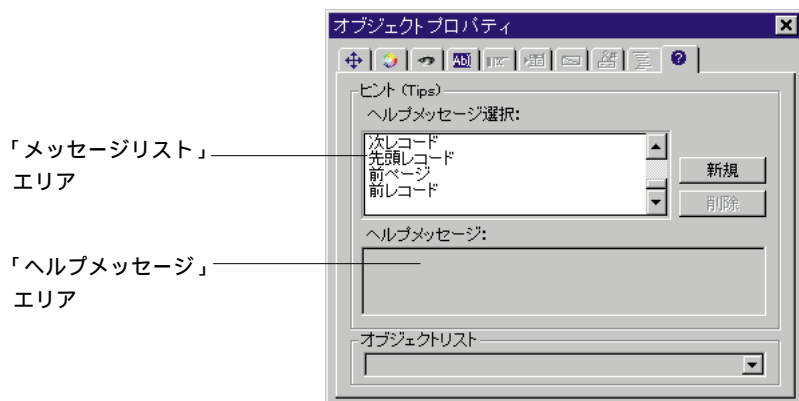 オブジェクトプロパティ
Ab
ヒント (Tips)
ヘルプメッセージ選択:
次レコード
先頭レコード
前ページ
前レコード
新規
削除
ヘルプメッセージ:
オブジェクトリスト
「メッセージリスト」
エリア
「ヘルプメッセージ」
エリア